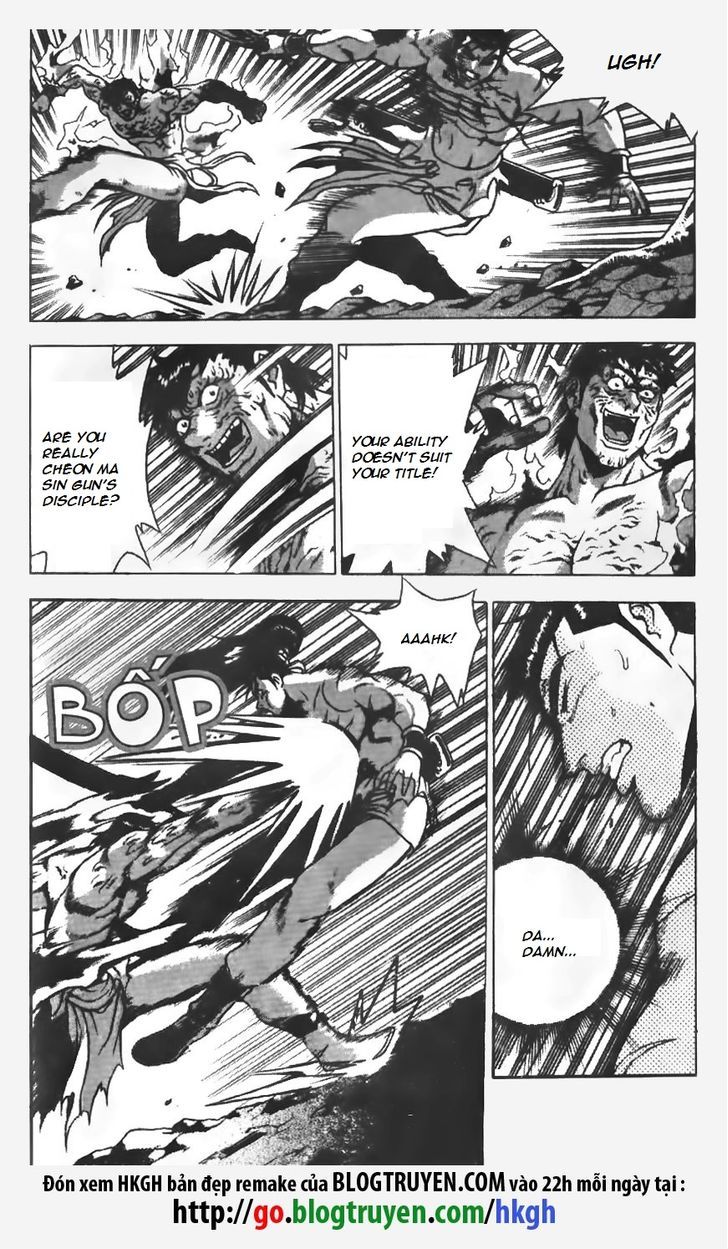 UGH!
ARE YOU
REALLY
CHEON MA
SIN GUN'S
DISCIPLE?
YOUR ABILITY
DOESN'T SUIT
YOUR TITLE!
AAAHK!
BỐP
DA...
DAMN...
Đón xem HKGH bản đẹp remake của BLOGTRUYEN.COM vào 22h mỗi ngày tại :
http://go.blogtruyen.com/hkgh